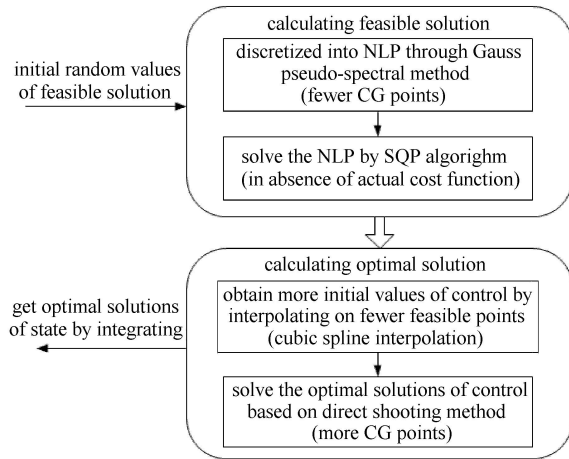 calculating feasible solution
discretized into NLP through Gauss
pseudo-spectral method
(fewer CG points)
initial random values
of feasible solution
solve the NLP by SQP algorighm
(in absence of actual cost function)
calculating optimal solution
obtain more initial values of control by
interpolating on fewer feasible points
(cubic spline interpolation)
get optimal solutions
of state by integrating
solve the optimal solutions of control
based on direct shooting method
(more CG points)